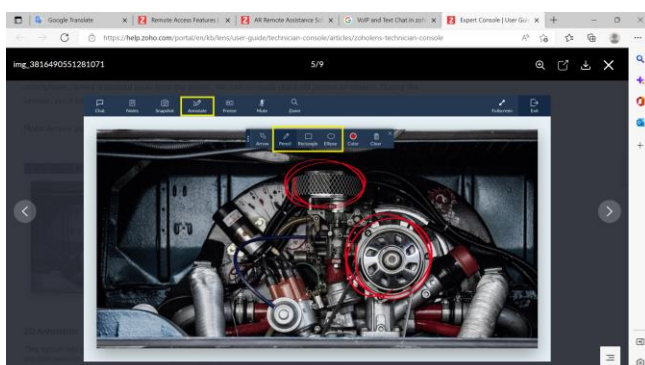 Google Translate
Remote Access Features |
AR Remote Assistance So
VoIP and Text Chat in zoh
Expert Console | User Gui
https://help.zoho.com/portal/en/kb/lens/user-guide/technician-console/articles/zoholens-technician-console
img_3816490551281071
5/9
Chat
Notes
Snapshot
Annotate
Freeze
Mute
Zoom
Fullscreen
Exit
Arrow
Pencil
Rectangle
Ellipse
Color
Clear